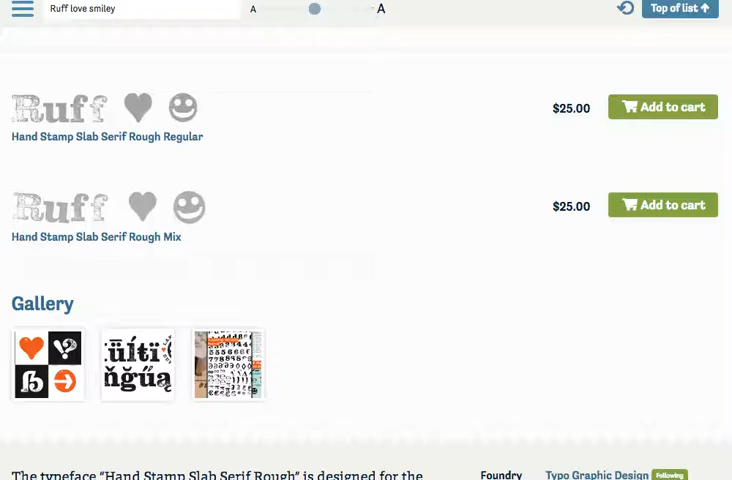 Ruff love smiley
A A
Top of list ↑
Ruff
$25.00
Add to cart
Hand Stamp Slab Serif Rough Regular
Ruff
$25.00
Add to cart
Hand Stamp Slab Serif Rough Mix
Gallery
The typeface “Hand Stamp Slab Serif Rough” is designed for the
Foundry Typo Graphic Design Following